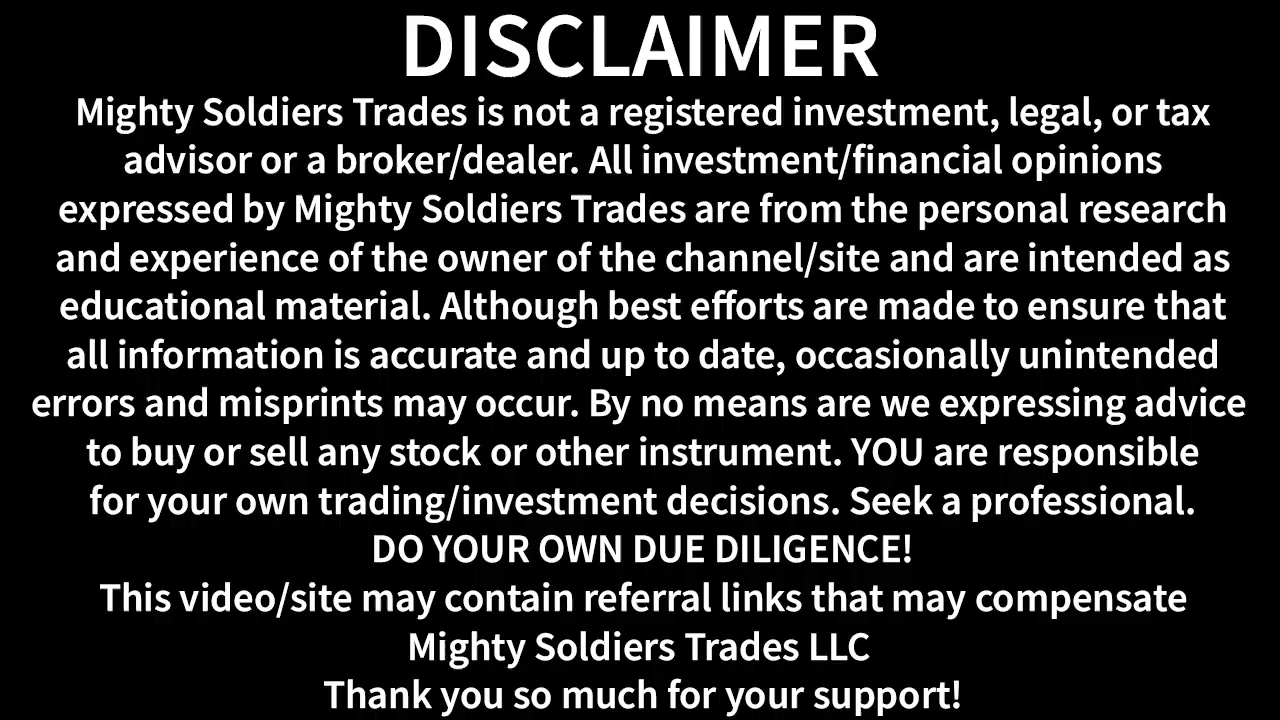 DISCLAIMER
Mighty Soldiers Trades is not a registered investment, legal, or tax
advisor or a broker/dealer. All investment/financial opinions
expressed by Mighty Soldiers Trades are from the personal research
and experience of the owner of the channel/site and are intended as
educational material. Although best efforts are made to ensure that
all information is accurate and up to date, occasionally unintended
errors and misprints may occur. By no means are we expressing advice
to buy or sell any stock or other instrument. YOU are responsible
for your own trading/investment decisions. Seek a professional.
DO YOUR OWN DUE DILIGENCE!
This video/site may contain referral links that may compensate
Mighty Soldiers Trades LLC
Thank you so much for your support!